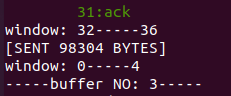 31:ack
window: 32-----36
[SENT 98304 BYTES]
window: 0-----4
-----buffer NO: 3-----